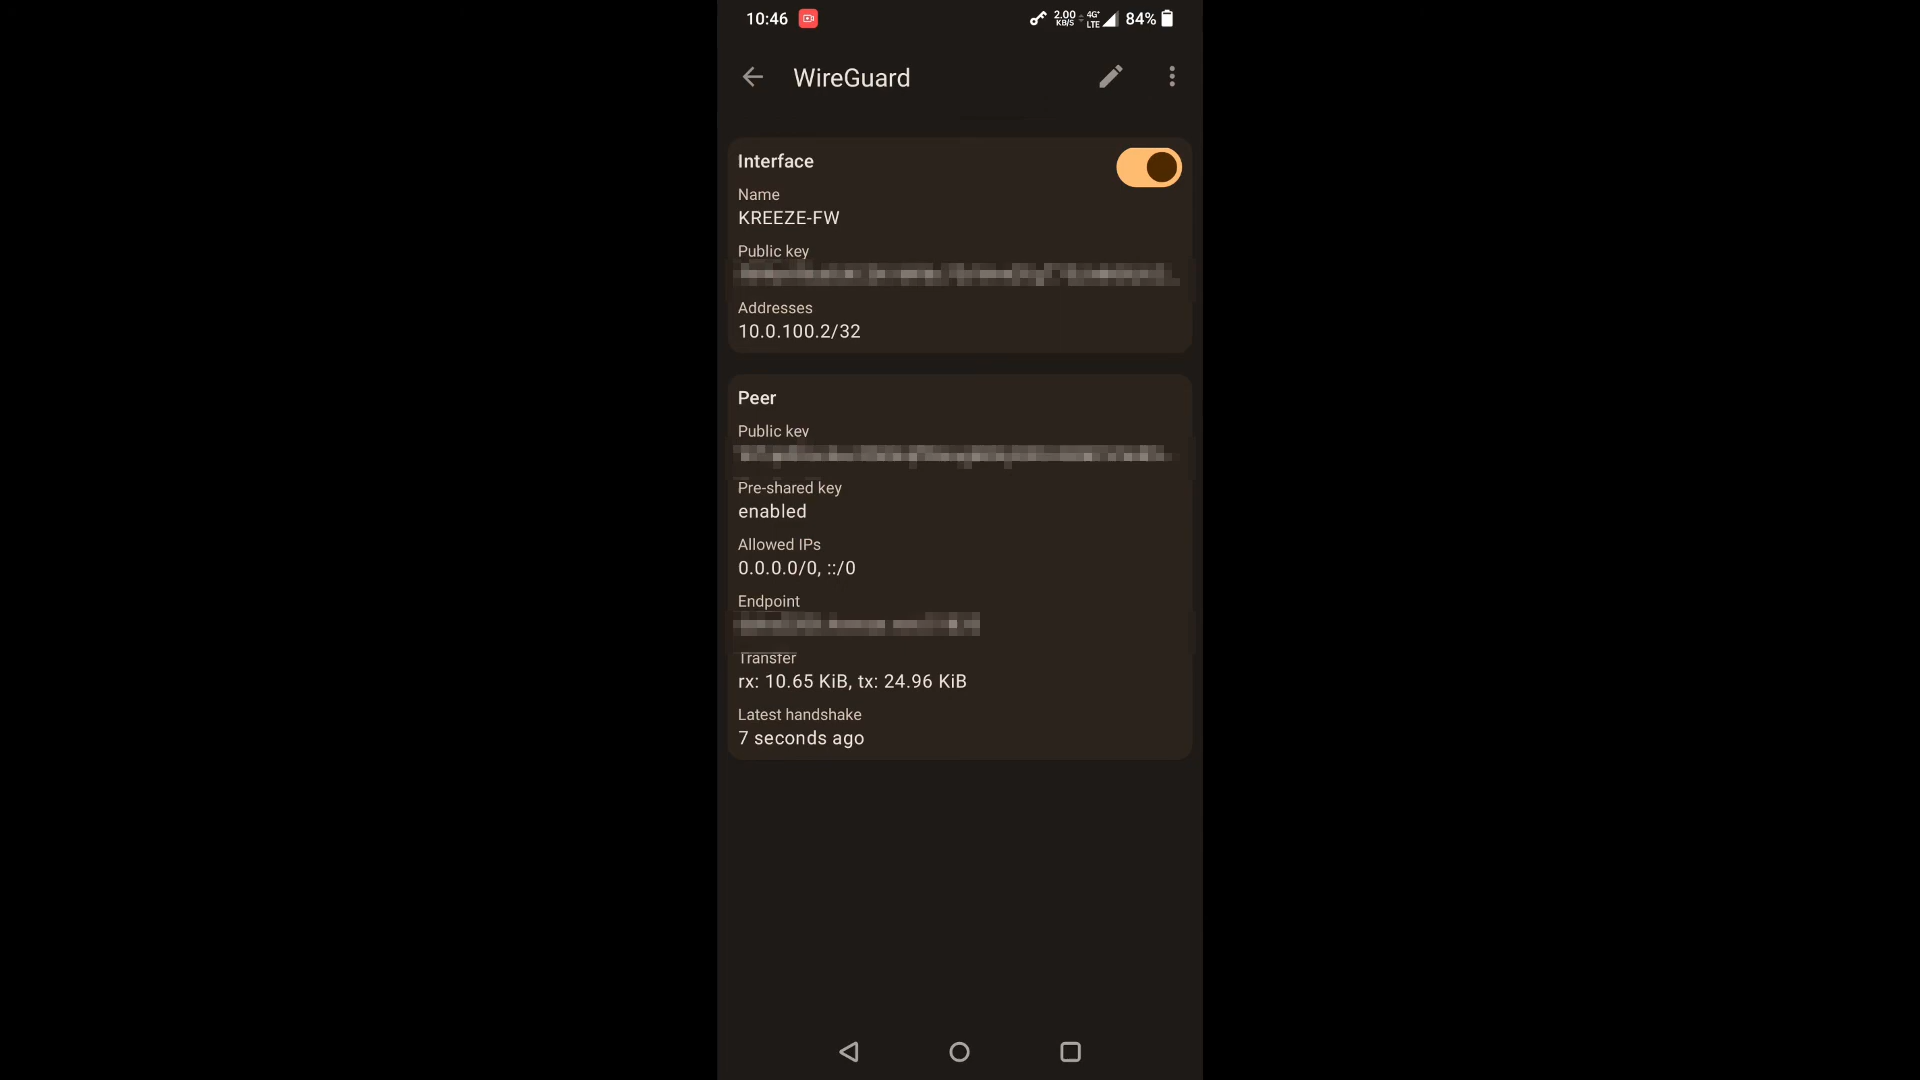 10:46 2.00 KB/S 4G+ LTE 84%
WireGuard
Interface
Name
KREEZE-FW
Public key
Addresses
10.0.100.2/32
Peer
Public key
Pre-shared key
enabled
Allowed IPs
0.0.0.0/0, ::/0
Endpoint
Transfer
rx: 10.65 KiB, tx: 24.96 KiB
Latest handshake
7 seconds ago